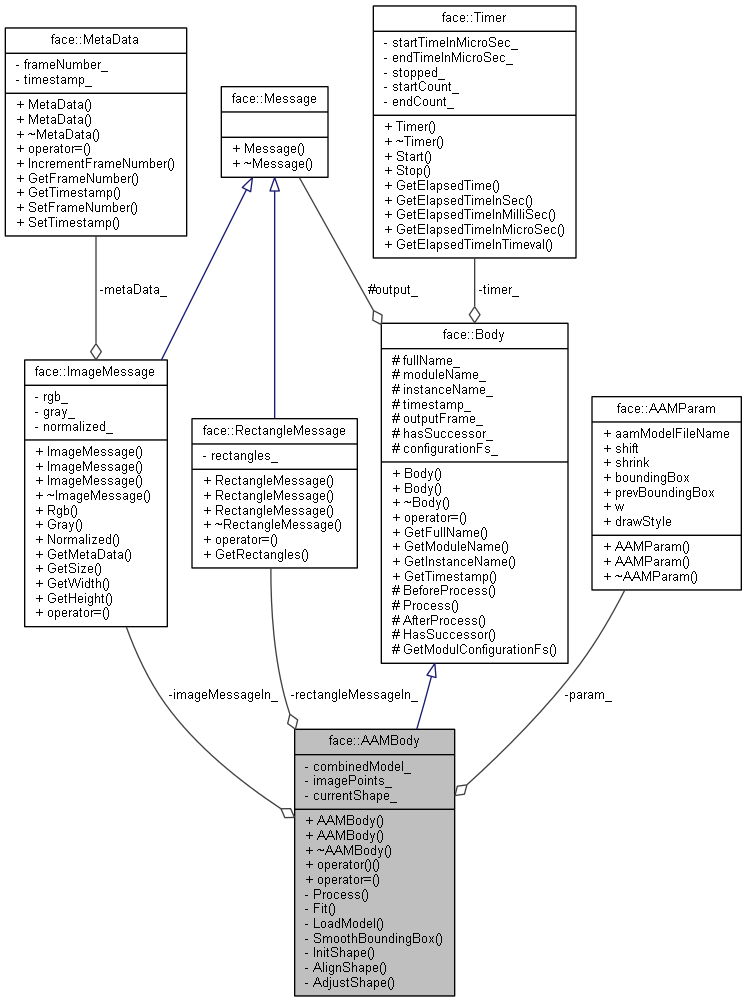 face::MetaData
- frameNumber_
- timestamp_
+ MetaData()
+ MetaData()
+ ~MetaData()
+ operator=()
+ IncrementFrameNumber()
+ GetFrameNumber()
+ GetTimestamp()
+ SetFrameNumber()
+ SetTimestamp()
face::Message
+ Message()
+ ~Message()
face::Timer
- startTimeInMicroSec_
- endTimeInMicroSec_
- stopped_
- startCount_
- endCount_
+ Timer()
+ ~Timer()
+ Start()
+ Stop()
+ GetElapsedTime()
+ GetElapsedTimeInSec()
+ GetElapsedTimeInMilliSec()
+ GetElapsedTimeInMicroSec()
+ GetElapsedTimeInTimeval()
-metaData_
#output_
-timer_
face::ImageMessage
- rgb_
- gray_
- normalized_
+ ImageMessage()
+ ImageMessage()
+ ImageMessage()
+ ~ImageMessage()
+ Rgb()
+ Gray()
+ Normalized()
+ GetMetaData()
+ GetSize()
+ GetWidth()
+ GetHeight()
+ operator=()
face::RectangleMessage
- rectangles_
+ RectangleMessage()
+ RectangleMessage()
+ RectangleMessage()
+ ~RectangleMessage()
+ operator=()
+ GetRectangles()
face::Body
# fullName_
# moduleName_
# instanceName_
# timestamp_
# outputFrame_
# hasSuccessor_
# configurationFs_
+ Body()
+ Body()
+ ~Body()
+ operator=()
+ GetFullName()
+ GetModuleName()
+ GetInstanceName()
+ GetTimestamp()
# BeforeProcess()
# Process()
# AfterProcess()
# HasSuccessor()
# GetModulConfigurationFs()
face::AAMParam
+ aamModelFileName
+ shift
+ shrink
+ boundingBox
+ prevBoundingBox
+ w
+ drawStyle
+ AAMParam()
+ AAMParam()
+ ~AAMParam()
-imageMessageIn_
-rectangleMessageIn_
-param_
face::AAMBody
- combinedModel_
- imagePoints_
- currentShape_
+ AAMBody()
+ AAMBody()
+ ~AAMBody()
+ operator()()
+ operator=()
- Process()
- Fit()
- LoadModel()
- SmoothBoundingBox()
- InitShape()
- AlignShape()
- AdjustShape()